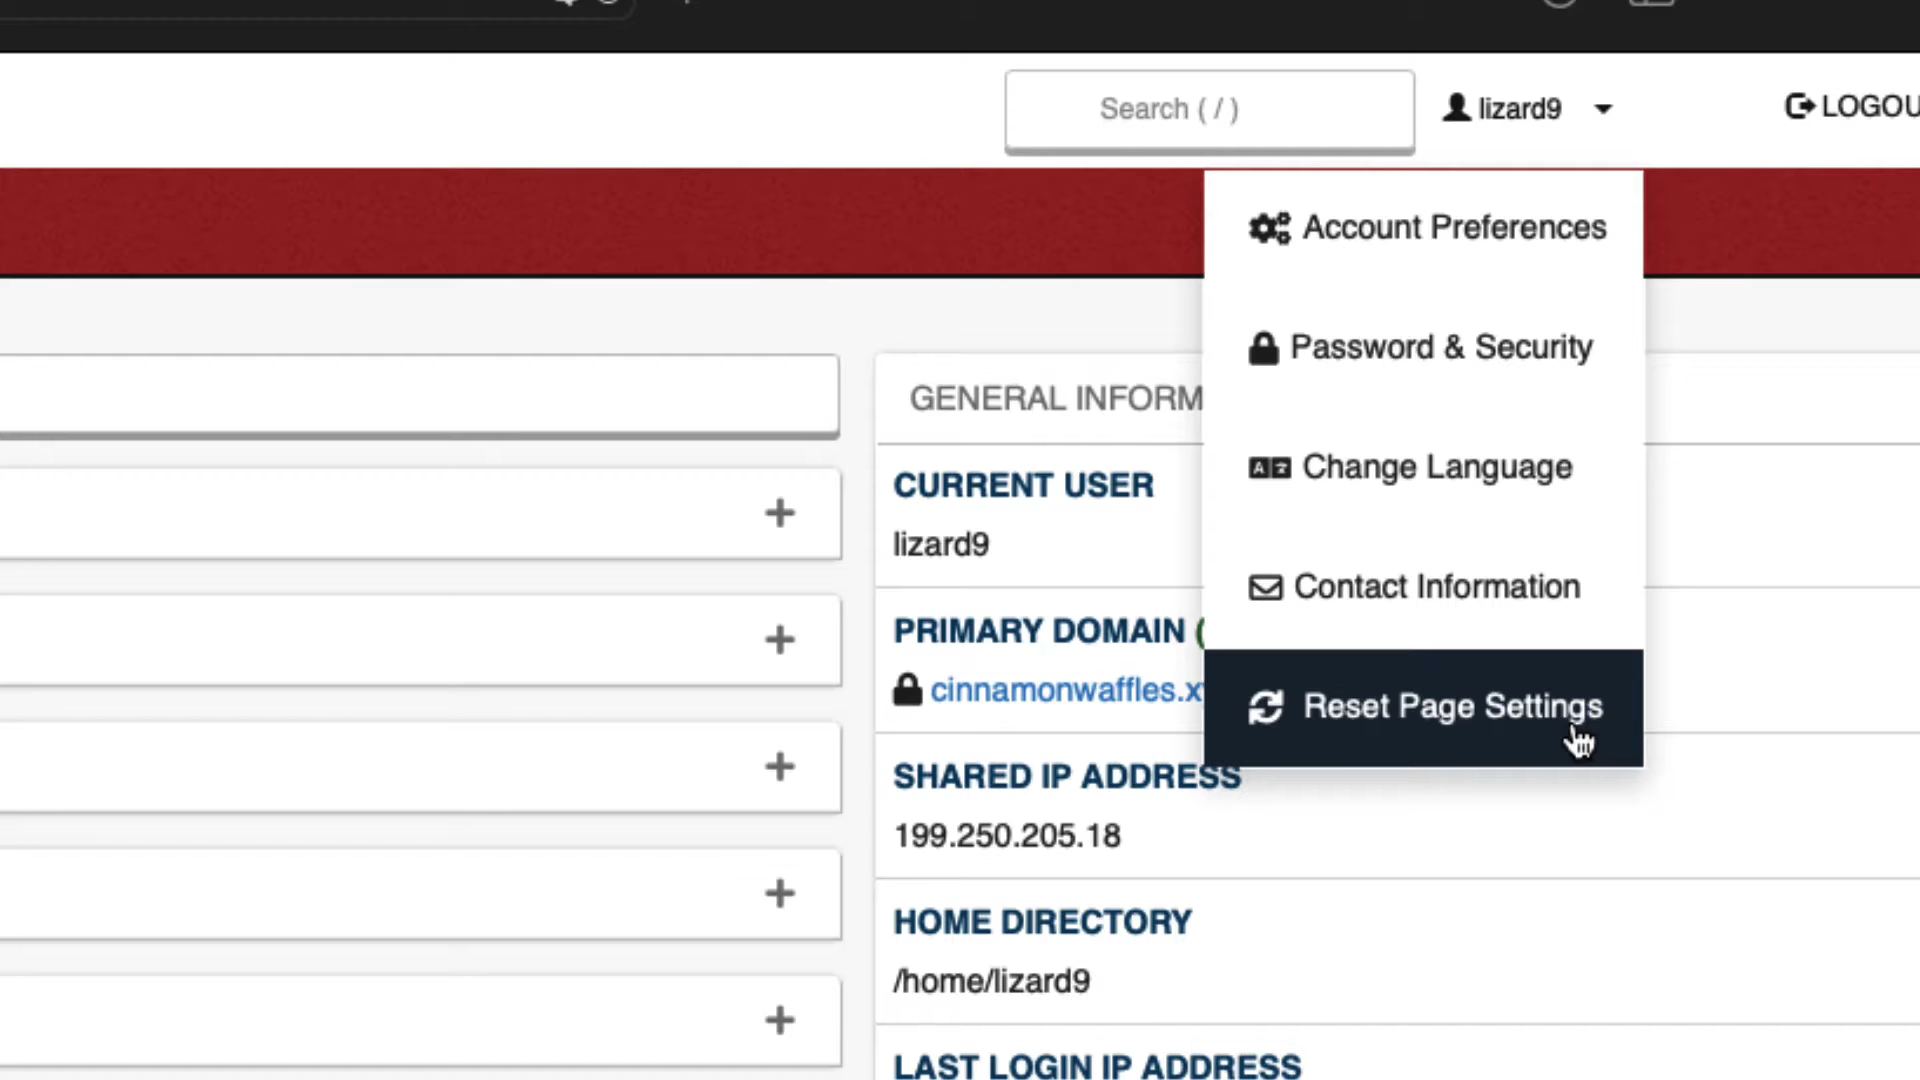 Search ( / )
lizard9
LOGOU
Account Preferences
Password & Security
Change Language
Contact Information
Reset Page Settings
GENERAL INFORM
CURRENT USER
lizard9
PRIMARY DOMAIN (
cinnamonwaffles.x
SHARED IP ADDRESS
199.250.205.18
HOME DIRECTORY
/home/lizard9
LAST LOGIN IP ADDRESS